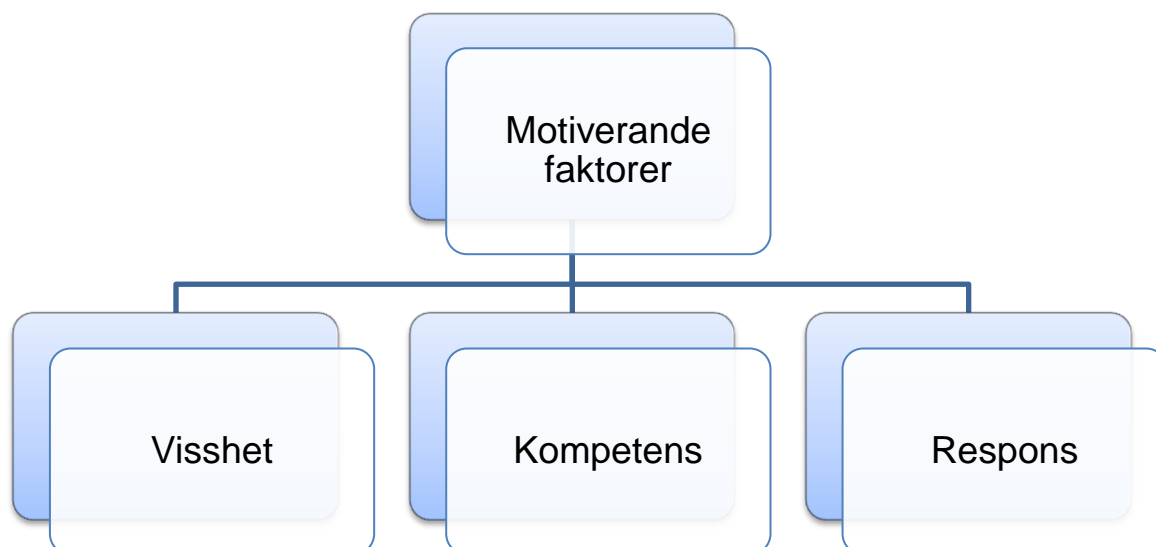 Motiverande
faktorer
Visshet
Kompetens
Respons